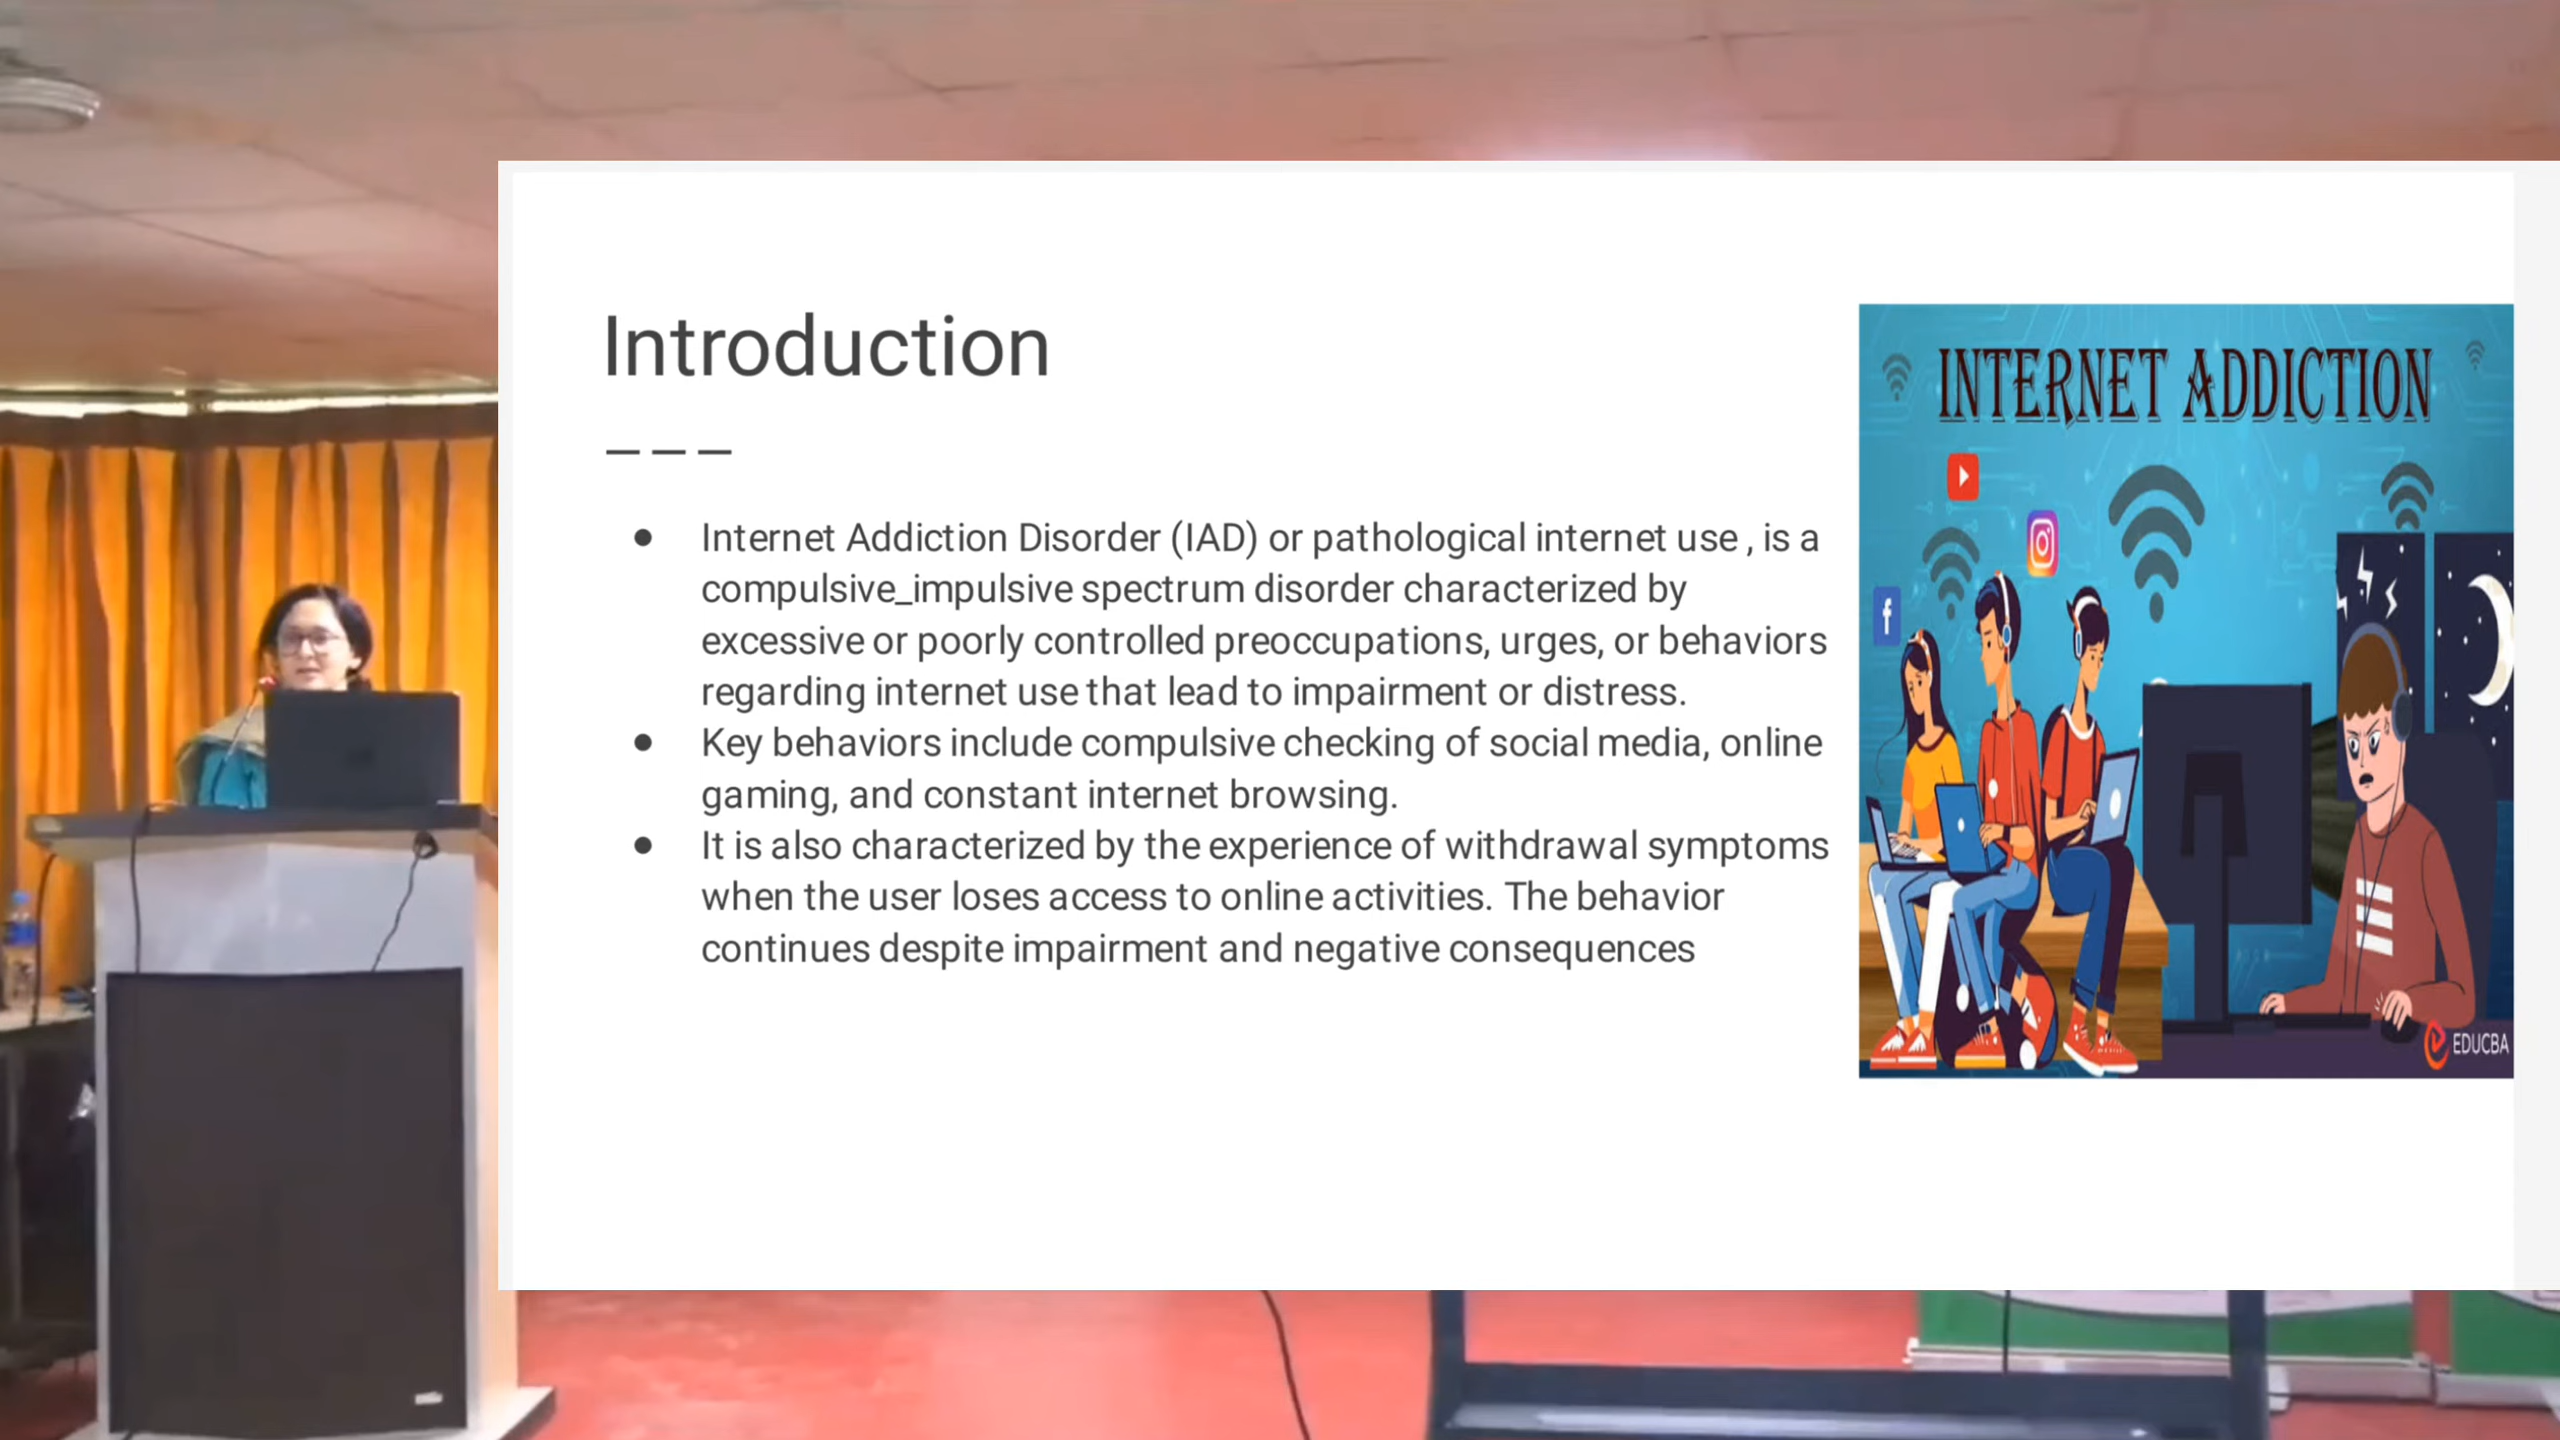 Introduction
● Internet Addiction Disorder (IAD) or pathological internet use , is a
compulsive_impulsive spectrum disorder characterized by
excessive or poorly controlled preoccupations, urges, or behaviors
regarding internet use that lead to impairment or distress.
● Key behaviors include compulsive checking of social media, online
gaming, and constant internet browsing.
● It is also characterized by the experience of withdrawal symptoms
when the user loses access to online activities. The behavior
continues despite impairment and negative consequences
INTERNET ADDICTION
f
EDUCBA